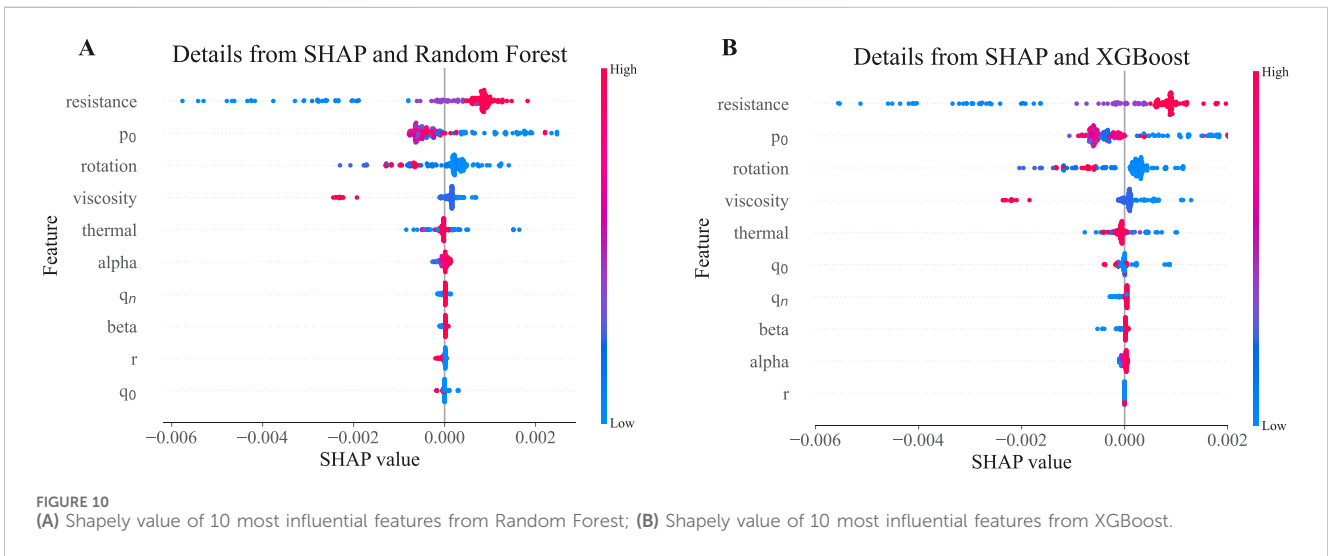 A
Details from SHAP and Random Forest
High
resistance
p0
rotation
viscosity
thermal
alpha
qn
beta
r
q0
Feature
Low
−0.006 −0.004 −0.002 0.000 0.002
SHAP value
B
Details from SHAP and XGBoost
High
resistance
p0
rotation
viscosity
thermal
q0
qn
beta
alpha
r
Feature
Low
−0.006 −0.004 −0.002 0.000 0.002
SHAP value
FIGURE 10
(A) Shapely value of 10 most influential features from Random Forest; (B) Shapely value of 10 most influential features from XGBoost.